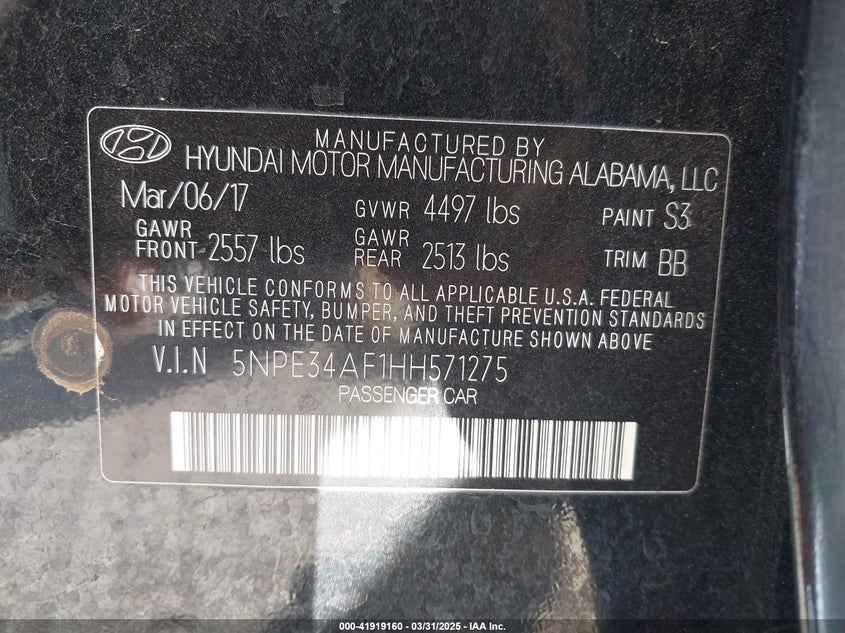 MANUFACTURED BY
HYUNDAI MOTOR MANUFACTURING ALABAMA, LLC
Mar/06/17 GVWR 4497 lbs PAINT S3
GAWR FRONT 2557 lbs GAWR REAR 2513 lbs TRIM BB
THIS VEHICLE CONFORMS TO ALL APPLICABLE U.S.A. FEDERAL
MOTOR VEHICLE SAFETY, BUMPER, AND THEFT PREVENTION STANDARDS
IN EFFECT ON THE DATE OF MANUFACTURE SHOWN ABOVE
V.I.N 5NPE34AF1HH571275
PASSENGER CAR
000-41919160 - 03/31/2025 - IAA Inc.